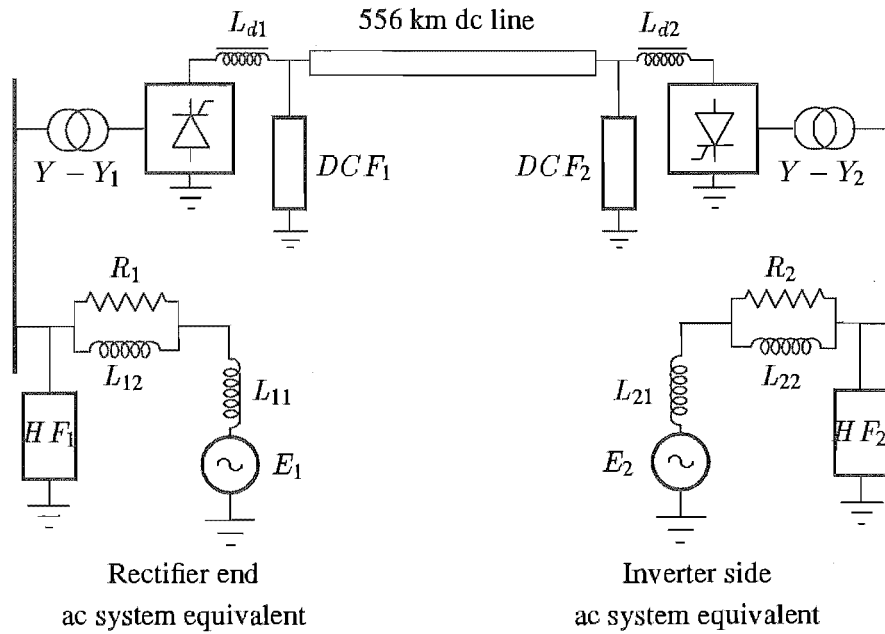 L_{d1}
556 km dc line
L_{d2}
Y − Y_1
DCF_1
DCF_2
Y − Y_2
R_1
R_2
L_{12}
L_{22}
L_{11}
L_{21}
HF_1
E_1
E_2
HF_2
Rectifier end
ac system equivalent
Inverter side
ac system equivalent